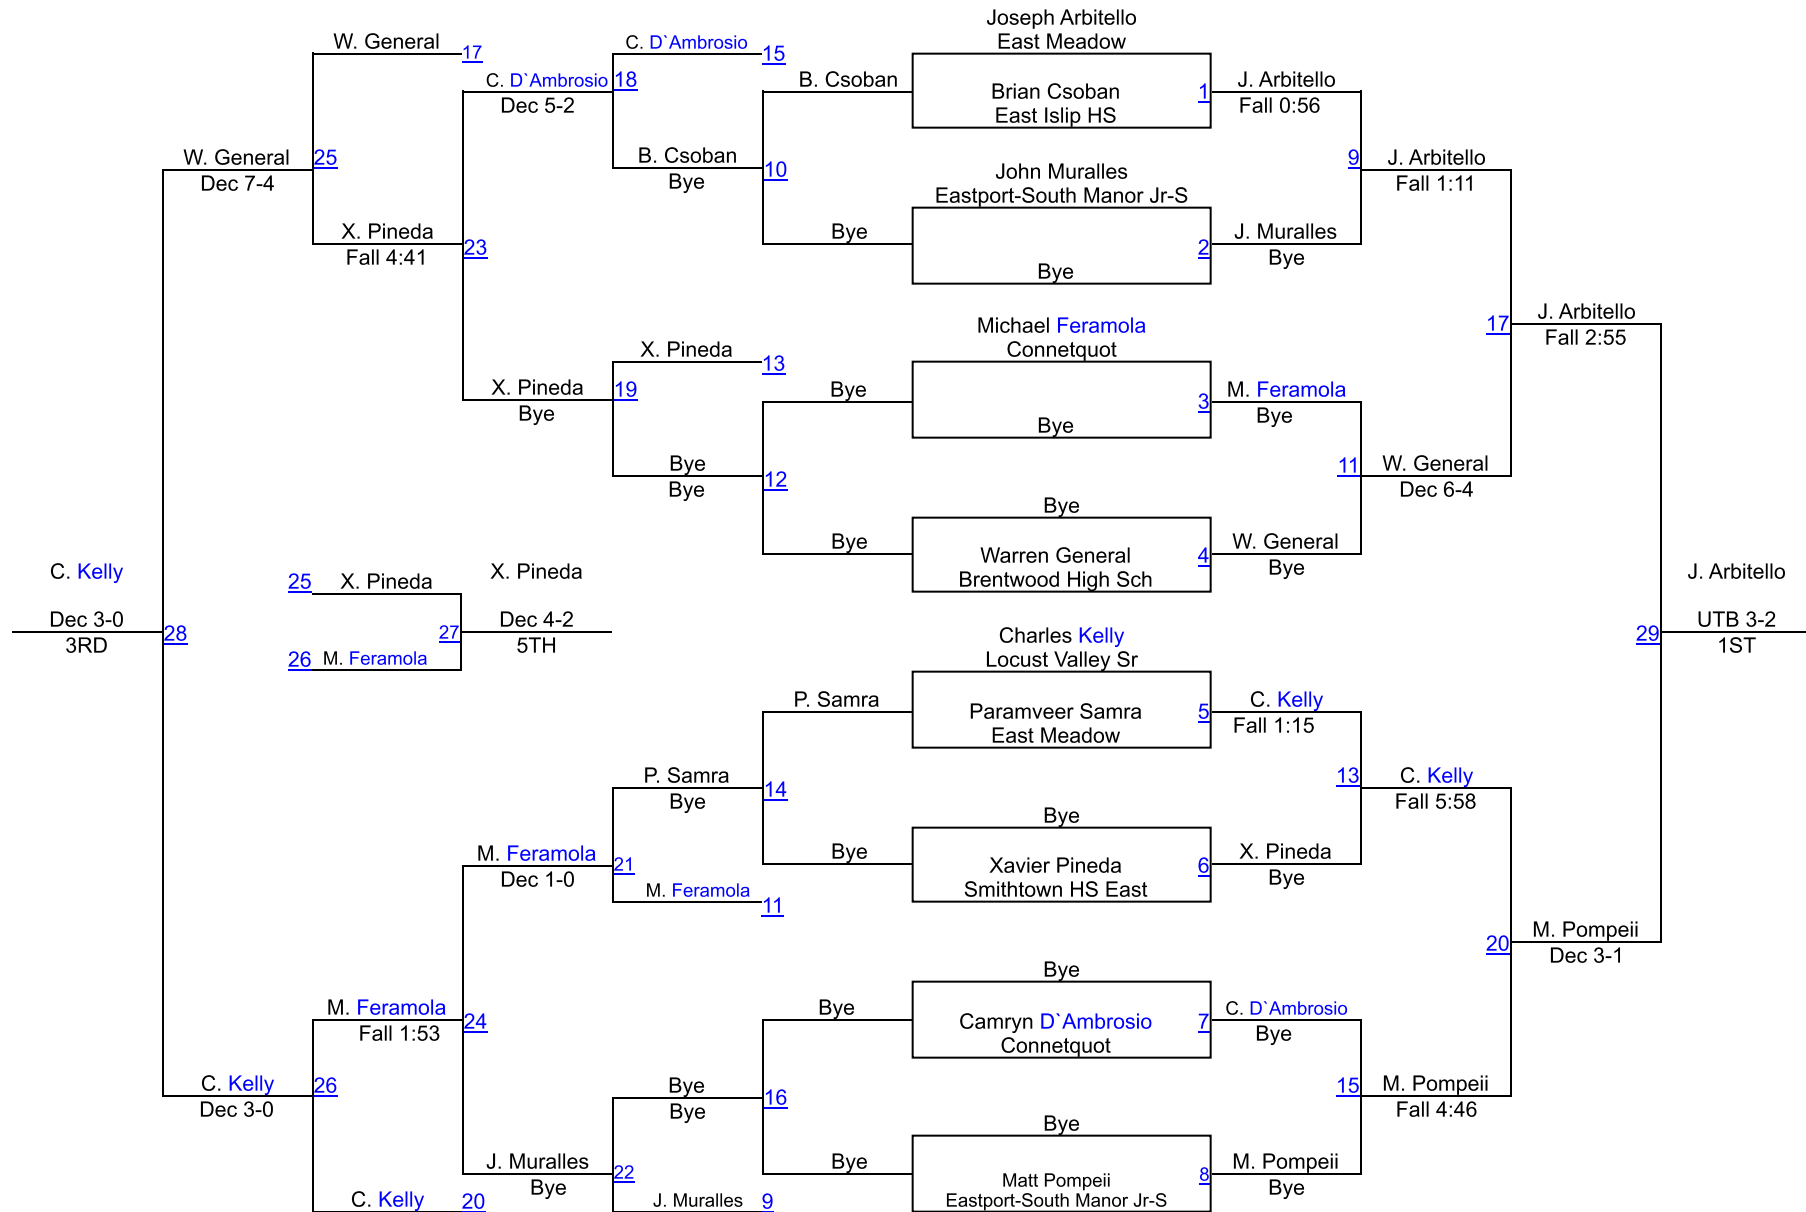 Joseph Arbitello
East Meadow
W. General
17
C. D`Ambrosio
15
C. D`Ambrosio
18
Dec 5-2
B. Csoban
Brian Csoban
East Islip HS
1
J. Arbitello
Fall 0:56
W. General
25
Dec 7-4
B. Csoban
10
Bye
John Muralles
Eastport-South Manor Jr-S
9
J. Arbitello
Fall 1:11
X. Pineda
23
Fall 4:41
Bye
Bye
2
J. Muralles
Bye
Michael Feramola
Connetquot
17
J. Arbitello
Fall 2:55
X. Pineda
13
X. Pineda
19
Bye
Bye
Bye
3
M. Feramola
Bye
Bye
12
Bye
11
W. General
Dec 6-4
Bye
Bye
Warren General
Brentwood High Sch
4
W. General
Bye
C. Kelly
Dec 3-0
3RD
28
25
X. Pineda
26
M. Feramola
27
X. Pineda
Dec 4-2
5TH
J. Arbitello
29
UTB 3-2
1ST
Charles Kelly
Locust Valley Sr
P. Samra
Paramveer Samra
East Meadow
5
C. Kelly
Fall 1:15
P. Samra
14
Bye
13
C. Kelly
Fall 5:58
Bye
M. Feramola
21
Dec 1-0
Bye
Xavier Pineda
Smithtown HS East
6
X. Pineda
Bye
M. Feramola
11
20
M. Pompeii
Dec 3-1
Bye
M. Feramola
24
Fall 1:53
Bye
Camryn D`Ambrosio
Connetquot
7
C. D`Ambrosio
Bye
C. Kelly
26
Dec 3-0
Bye
16
Bye
15
M. Pompeii
Fall 4:46
Bye
J. Muralles
22
Bye
Bye
Matt Pompeii
Eastport-South Manor Jr-S
8
M. Pompeii
Bye
C. Kelly
20
J. Muralles
9